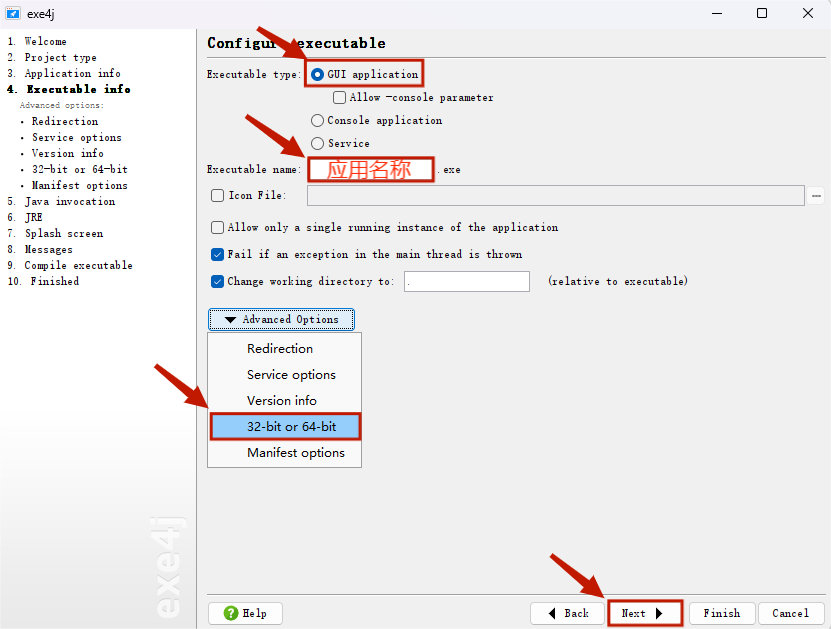 exe4j
1. Welcome
2. Project type
3. Application info
4. Executable info
Advanced options:
• Redirection
• Service options
• Version info
• 32-bit or 64-bit
• Manifest options
5. Java invocation
6. JRE
7. Splash screen
8. Messages
9. Compile executable
10. Finished
exe4j
Configure executable
Executable type: GUI application
Allow -console parameter
Console application
Service
Executable name: 应用名称 .exe
Icon File:
Allow only a single running instance of the application
Fail if an exception in the main thread is thrown
Change working directory to: . (relative to executable)
Advanced Options
Redirection
Service options
Version info
32-bit or 64-bit
Manifest options
Help
Back
Next
Finish
Cancel